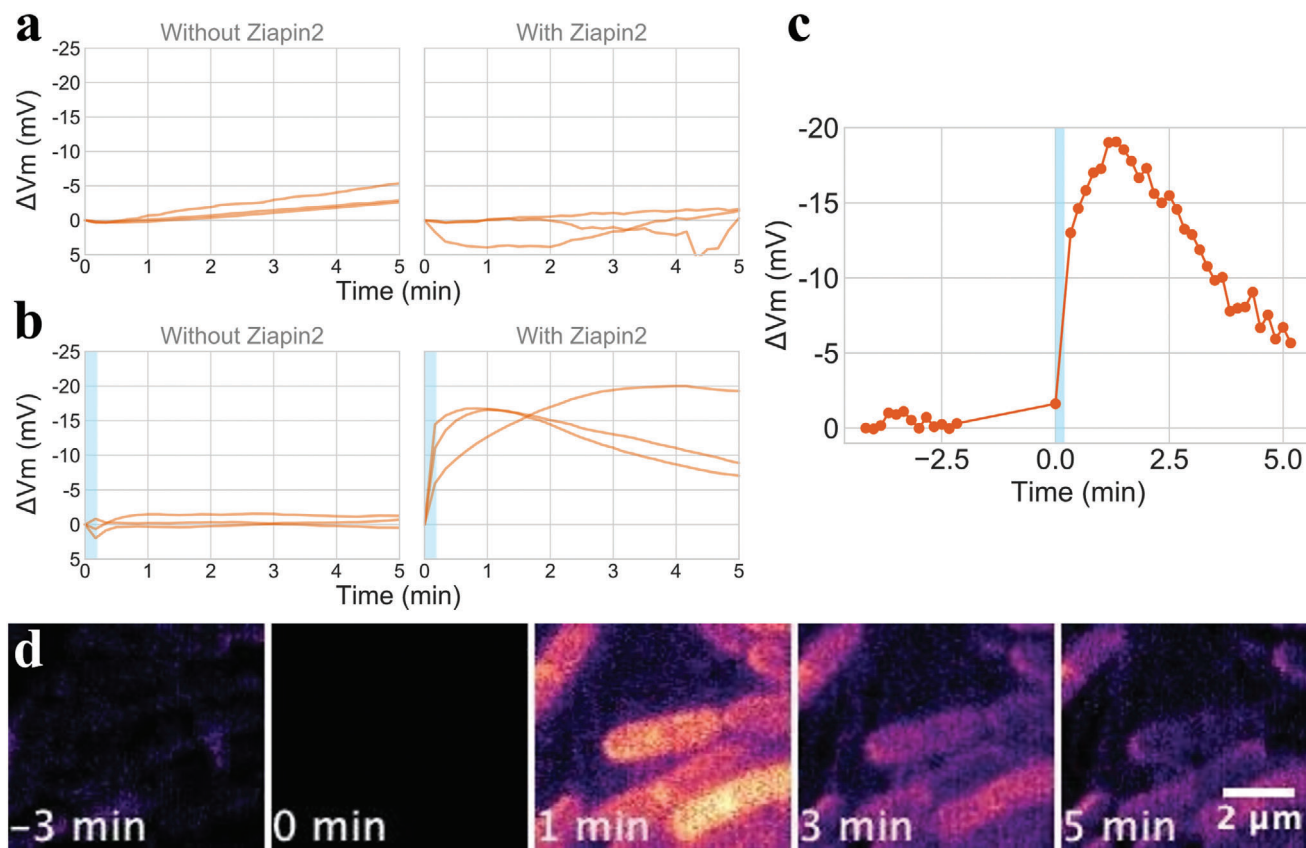 a
Without Ziapin2
With Ziapin2
ΔVm (mV)
-25
-20
-15
-10
-5
0
5
0 1 2 3 4 5
0 1 2 3 4 5
Time (min)
Time (min)
b
Without Ziapin2
With Ziapin2
ΔVm (mV)
-25
-20
-15
-10
-5
0
5
0 1 2 3 4 5
0 1 2 3 4 5
Time (min)
Time (min)
c
ΔVm (mV)
-20
-15
-10
-5
0
−2.5 0.0 2.5 5.0
Time (min)
d
−3 min
0 min
1 min
3 min
5 min
2 µm